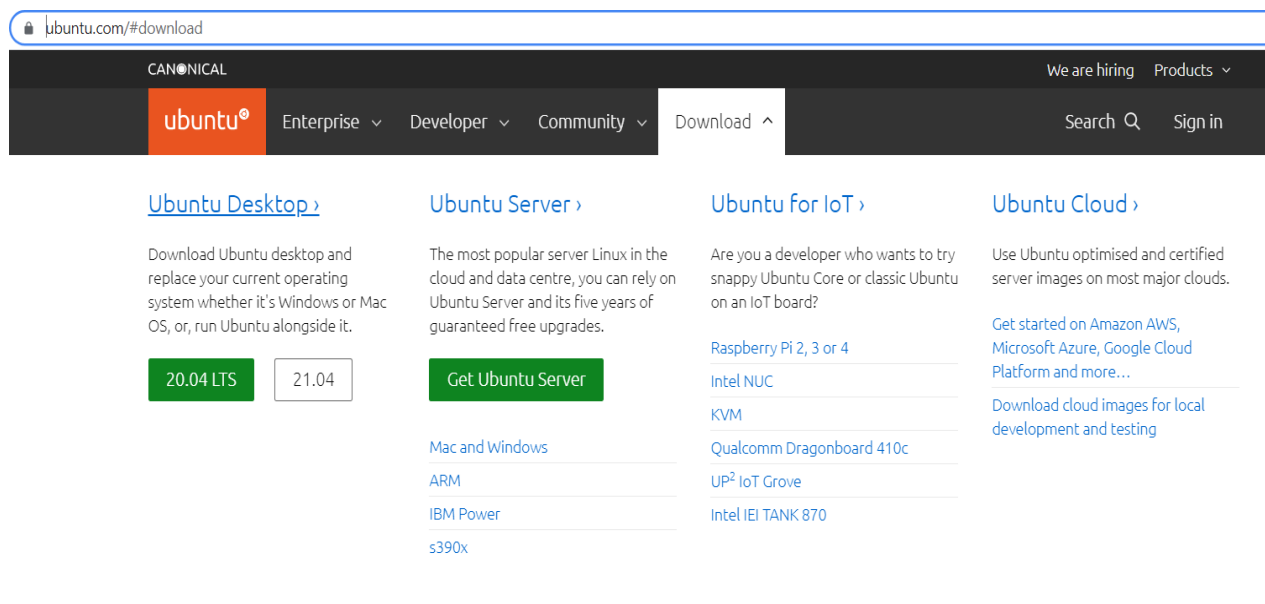 ubuntu.com/#download
CANONICAL
We are hiring Products
ubuntu Enterprise Developer Community Download Search Sign in
Ubuntu Desktop ›
Download Ubuntu desktop and
replace your current operating
system whether it's Windows or Mac
OS, or, run Ubuntu alongside it.
20.04 LTS 21.04
Ubuntu Server ›
The most popular server Linux in the
cloud and data centre, you can rely on
Ubuntu Server and its five years of
guaranteed free upgrades.
Get Ubuntu Server
Mac and Windows
ARM
IBM Power
s390x
Ubuntu for IoT ›
Are you a developer who wants to try
snappy Ubuntu Core or classic Ubuntu
on an IoT board?
Raspberry Pi 2, 3 or 4
Intel NUC
KVM
Qualcomm Dragonboard 410c
UP² IoT Grove
Intel IEI TANK 870
Ubuntu Cloud ›
Use Ubuntu optimised and certified
server images on most major clouds.
Get started on Amazon AWS,
Microsoft Azure, Google Cloud
Platform and more…
Download cloud images for local
development and testing